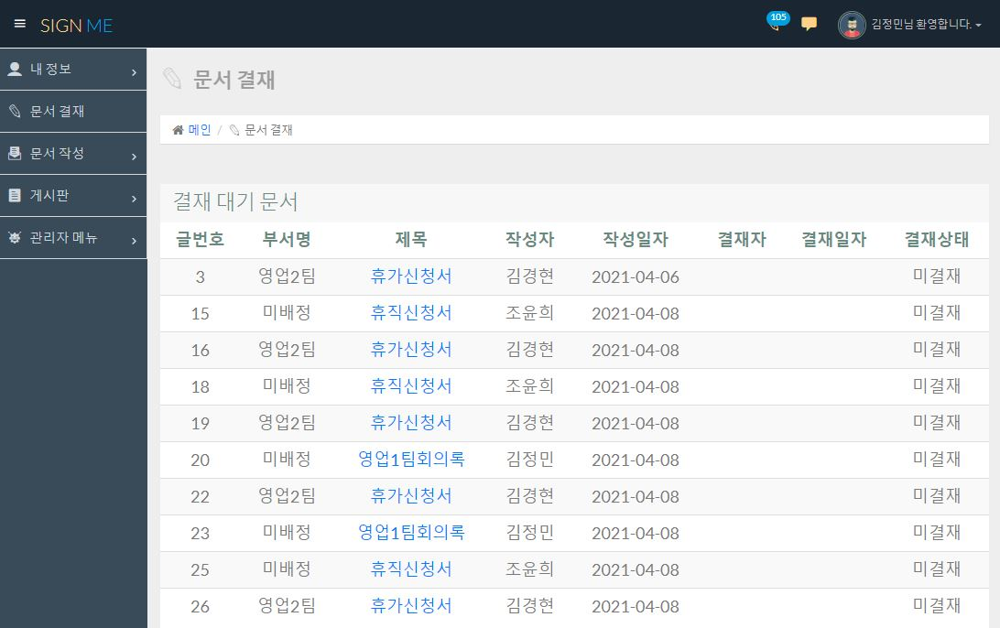 SIGN ME
105
김정민님 환영합니다.
내 정보
문서 결재
문서 작성
게시판
관리자 메뉴
문서 결재
메인 / 문서 결재
결재 대기 문서
글번호 부서명 제목 작성자 작성일자 결재자 결재일자 결재상태
3 영업2팀 휴가신청서 김경현 2021-04-06 미결재
15 미배정 휴직신청서 조윤희 2021-04-08 미결재
16 영업2팀 휴가신청서 김경현 2021-04-08 미결재
18 미배정 휴직신청서 조윤희 2021-04-08 미결재
19 영업2팀 휴가신청서 김경현 2021-04-08 미결재
20 미배정 영업1팀회의록 김정민 2021-04-08 미결재
22 영업2팀 휴가신청서 김경현 2021-04-08 미결재
23 미배정 영업1팀회의록 김정민 2021-04-08 미결재
25 미배정 휴직신청서 조윤희 2021-04-08 미결재
26 영업2팀 휴가신청서 김경현 2021-04-08 미결재